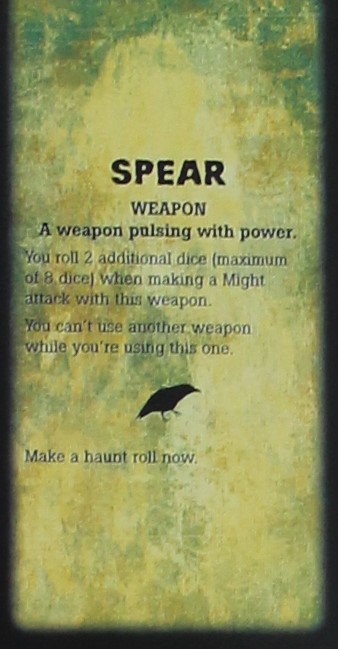 SPEAR
WEAPON
A weapon pulsing with power.
You roll 2 additional dice (maximum
of 8 dice) when making a Might
attack with this weapon.
You can't use another weapon
while you're using this one.
Make a haunt roll now.